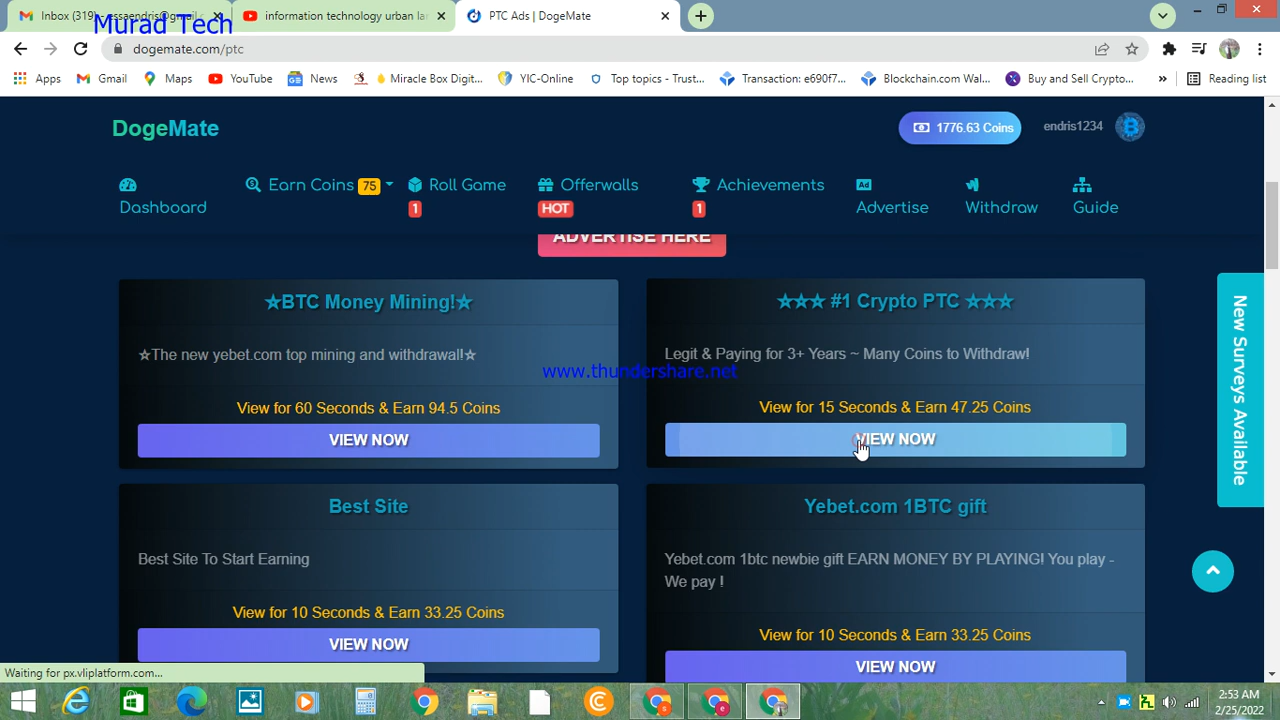 Inbox (319)
information technology urban lan
PTC Ads | DogeMate
Murad Tech
dogemate.com/ptc
Apps
Gmail
Maps
YouTube
News
Miracle Box Digit...
YIC-Online
Top topics - Trust...
Transaction: e690f7...
Blockchain.com Wal...
Buy and Sell Crypto...
»
Reading list
DogeMate
1776.63 Coins
endris1234
Dashboard
Earn Coins 75
Roll Game
1
Offerwalls
HOT
Achievements
1
Advertise
Withdraw
Guide
ADVERTISE HERE
☆BTC Money Mining!☆
☆The new yebet.com top mining and withdrawal!☆
View for 60 Seconds & Earn 94.5 Coins
VIEW NOW
☆☆☆ #1 Crypto PTC ☆☆☆
Legit & Paying for 3+ Years ~ Many Coins to Withdraw!
www.thundershare.net
View for 15 Seconds & Earn 47.25 Coins
VIEW NOW
New Surveys Available
Best Site
Best Site To Start Earning
View for 10 Seconds & Earn 33.25 Coins
VIEW NOW
Yebet.com 1BTC gift
Yebet.com 1btc newbie gift EARN MONEY BY PLAYING! You play -
We pay !
View for 10 Seconds & Earn 33.25 Coins
VIEW NOW
Waiting for px.vliplatform.com...
2:53 AM
2/25/2022